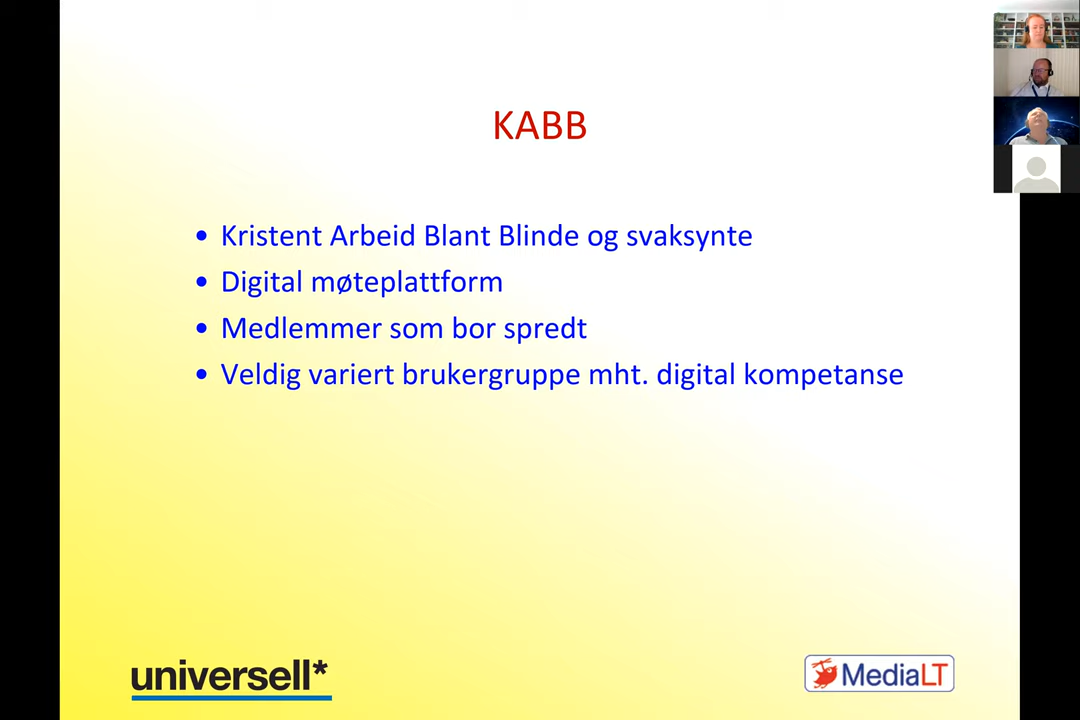 KABB
• Kristent Arbeid Blant Blinde og svaksynte
• Digital møteplattform
• Medlemmer som bor spredt
• Veldig variert brukergruppe mht. digital kompetanse
universell*
MediaLT